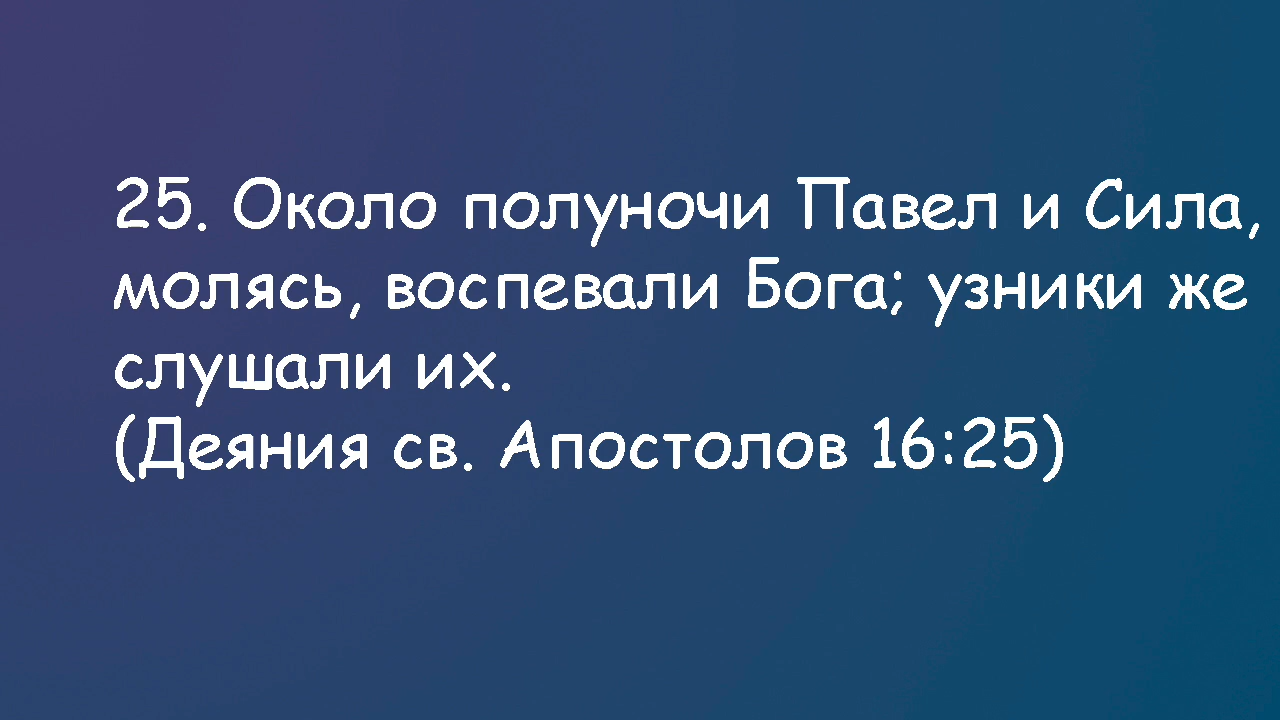 25. Около полуночи Павел и Сила,
молясь, воспевали Бога; узники же
слушали их.
(Деяния св. Апостолов 16:25)